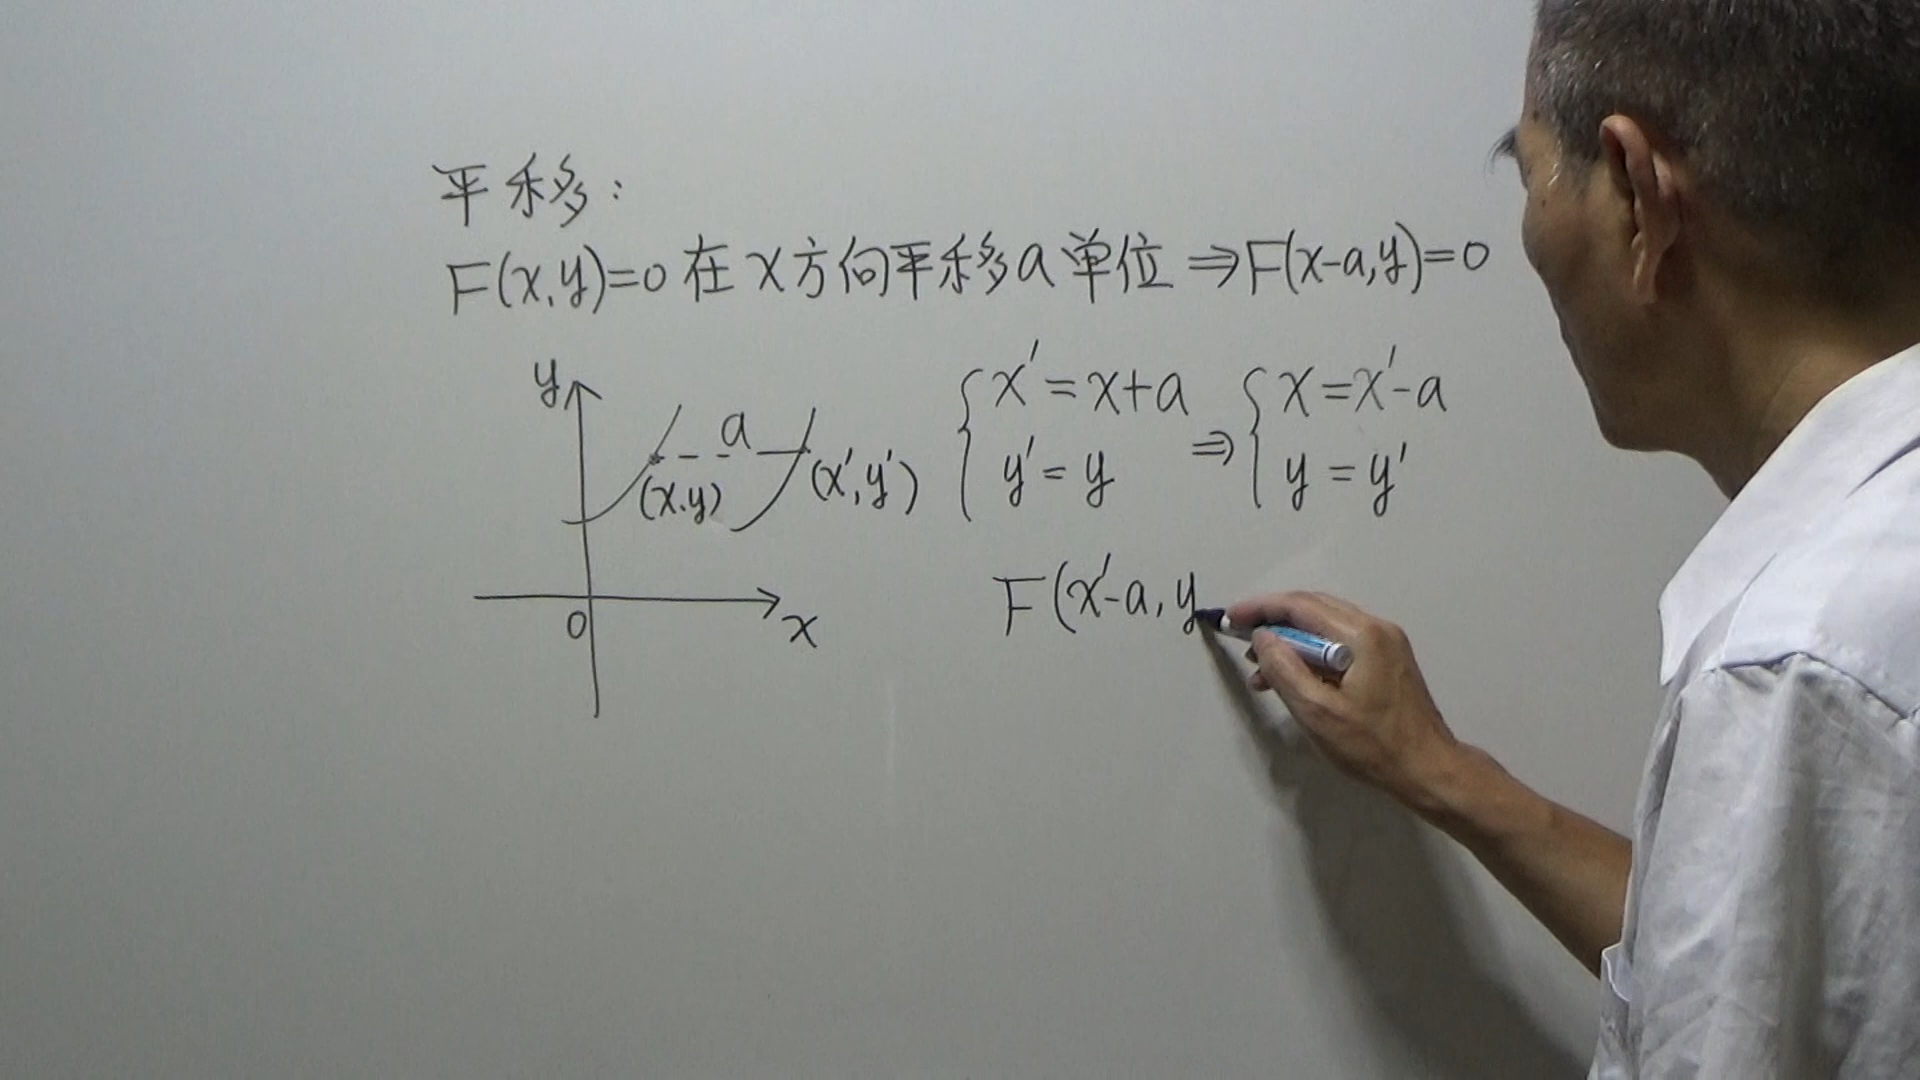 平移:
F(x,y)=0在x方向平移a单位⇒F(x-a,y)=0
y
a
(x,y)
(x′,y′)
0
x
{x′=x+a ⇒ {x=x′-a
y′=y y=y′
F(x′-a,y